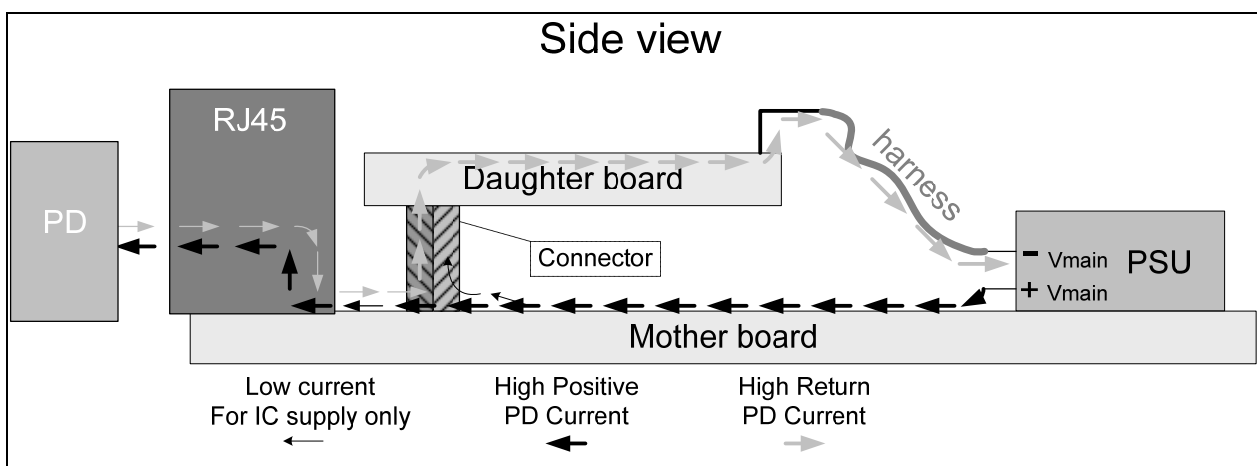 Side view
RJ45
PD
Daughter board
harness
Connector
- Vmain
+ Vmain
PSU
Mother board
Low current
For IC supply only
High Positive
PD Current
High Return
PD Current